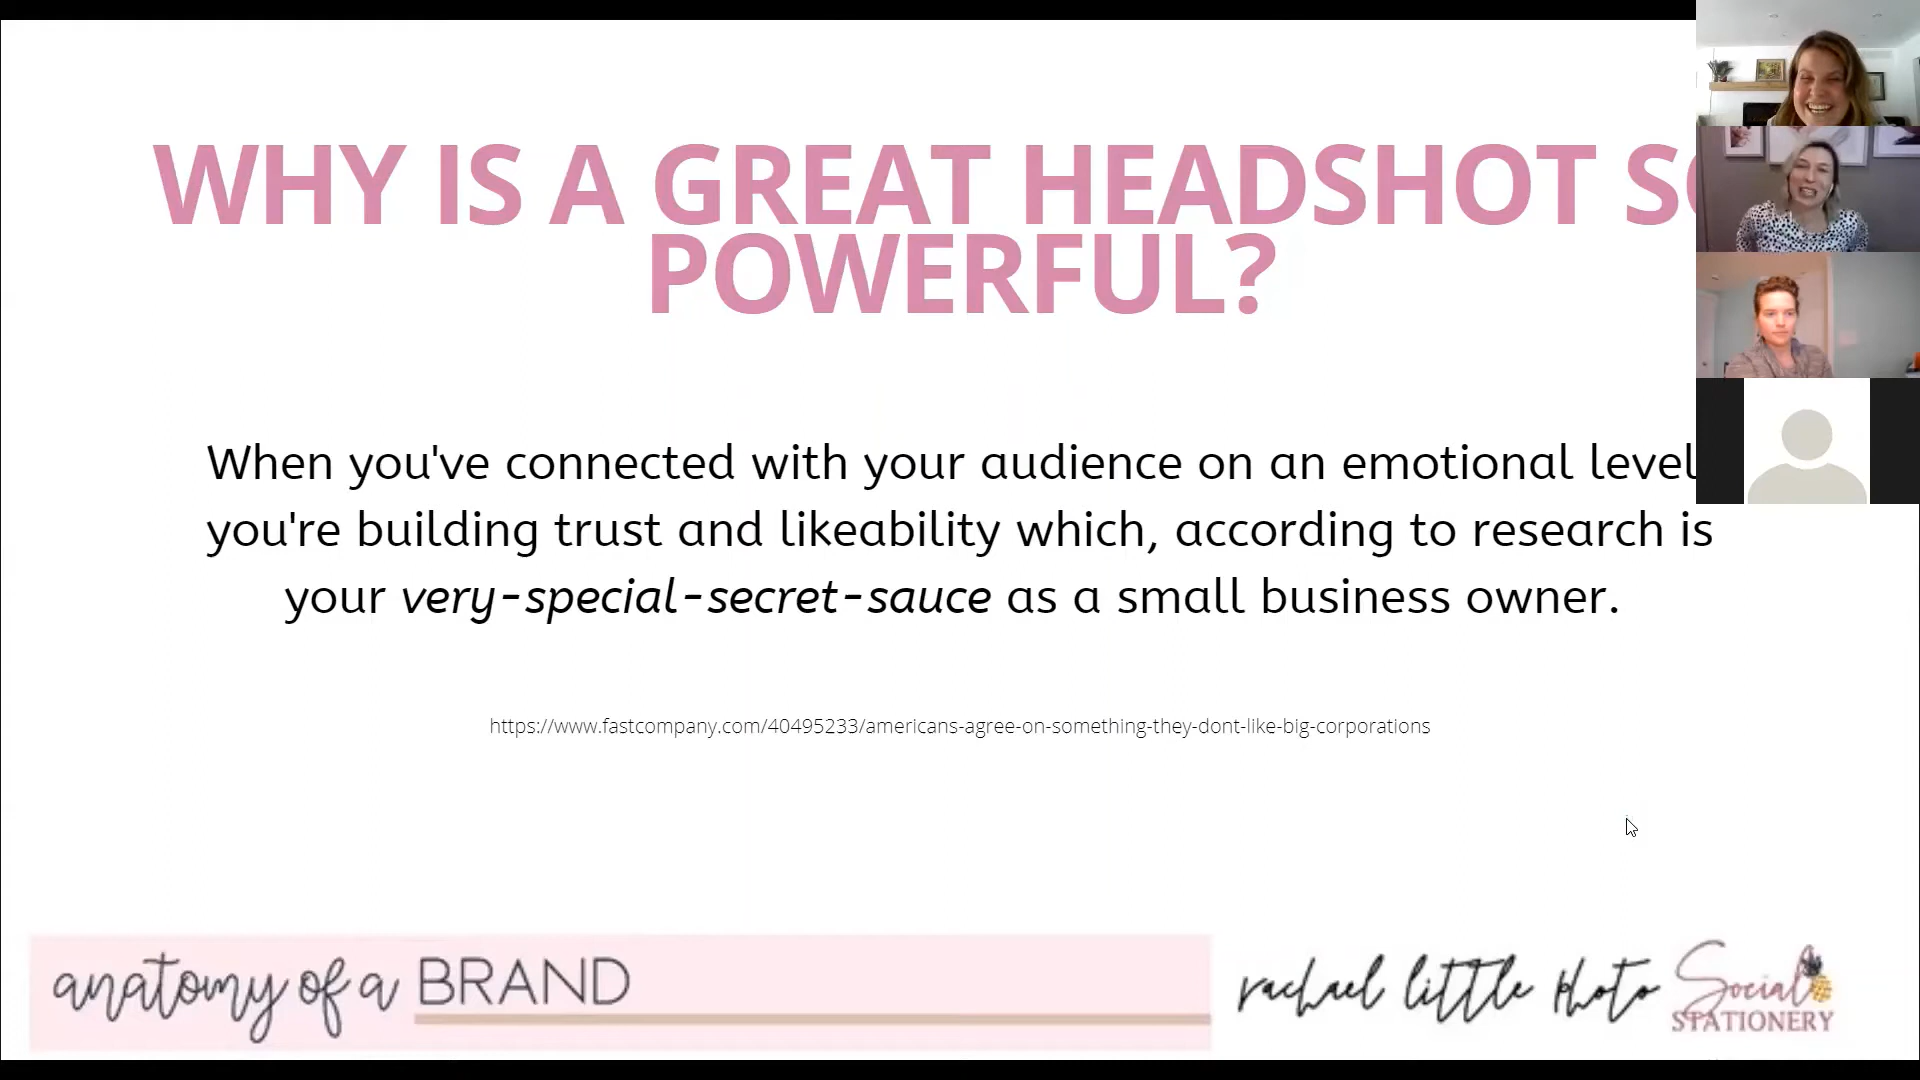 WHY IS A GREAT HEADSHOT SO
POWERFUL?
When you've connected with your audience on an emotional level
you're building trust and likeability which, according to research is
your very-special-secret-sauce as a small business owner.
https://www.fastcompany.com/40495233/americans-agree-on-something-they-dont-like-big-corporations
anatomy of a BRAND
rachael little photo
Social
STATIONERY